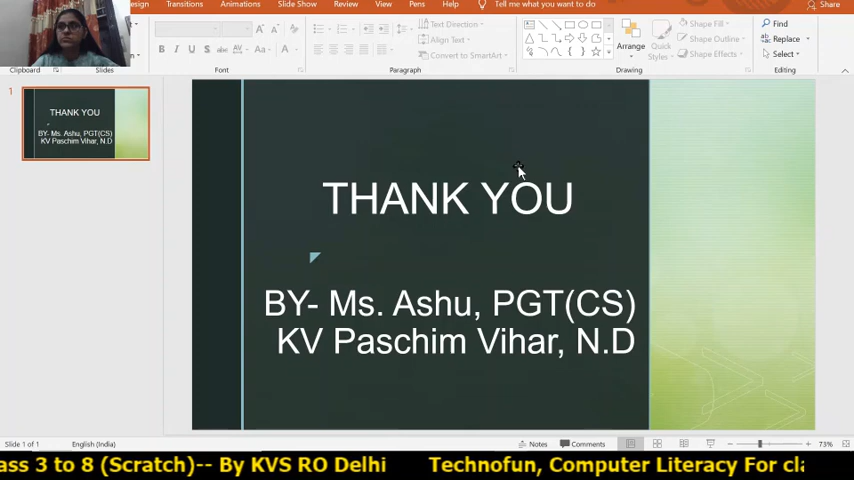 Transitions Animations Slide Show Review View Pens Help Tell me what you want to do Share
Text Direction
Align Text
Convert to SmartArt
Arrange
Quick
Styles
Shape Fill
Shape Outline
Shape Effects
Find
Replace
Select
Clipboard Slides Font Paragraph Drawing Editing
1
THANK YOU
BY- Ms. Ashu, PGT(CS)
KV Paschim Vihar, N.D
THANK YOU
BY- Ms. Ashu, PGT(CS)
KV Paschim Vihar, N.D
Slide 1 of 1 English (India) Notes Comments 73%
ass 3 to 8 (Scratch)-- By KVS RO Delhi Technofun, Computer Literacy For cla